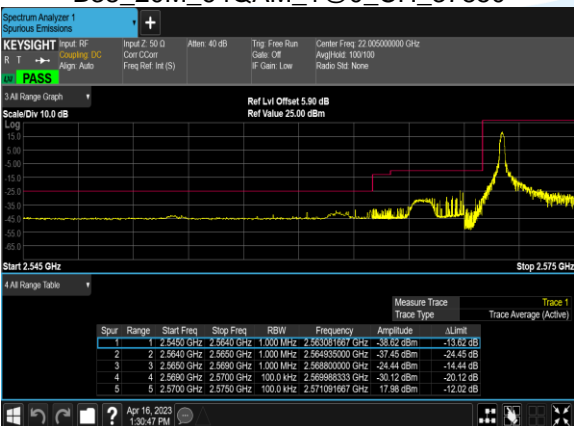 Spectrum Analyzer 1
Spurious Emissions
+
KEYSIGHT Input: RF Input Z: 50 Ω Atten: 40 dB Trig: Free Run Center Freq: 22.005000000 GHz
R T Coupling: DC Corr CCorr Gate: Off Avg|Hold: 100/100
Align: Auto Freq Ref: Int (S) IF Gain: Low Radio Std: None
PASS
3 All Range Graph
Ref Lvl Offset 5.90 dB
Scale/Div 10.0 dB Ref Value 25.00 dBm
Log
15.0
5.00
-5.00
-15.0
-25.0
-35.0
-45.0
-55.0
-65.0
Start 2.545 GHz Stop 2.575 GHz
4 All Range Table
Measure Trace Trace 1
Trace Type Trace Average (Active)
Spur Range Start Freq Stop Freq RBW Frequency Amplitude ΔLimit
1 1 2.5450 GHz 2.5640 GHz 1.000 MHz 2.563081667 GHz -38.62 dBm -13.62 dB
2 2 2.5640 GHz 2.5650 GHz 1.000 MHz 2.564935000 GHz -37.45 dBm -24.45 dB
3 3 2.5650 GHz 2.5690 GHz 1.000 MHz 2.568800000 GHz -24.44 dBm -14.44 dB
4 4 2.5690 GHz 2.5700 GHz 100.0 kHz 2.569988333 GHz -30.12 dBm -20.12 dB
5 5 2.5700 GHz 2.5750 GHz 100.0 kHz 2.571091667 GHz 17.98 dBm -12.02 dB
? Apr 16, 2023
1:30:47 PM